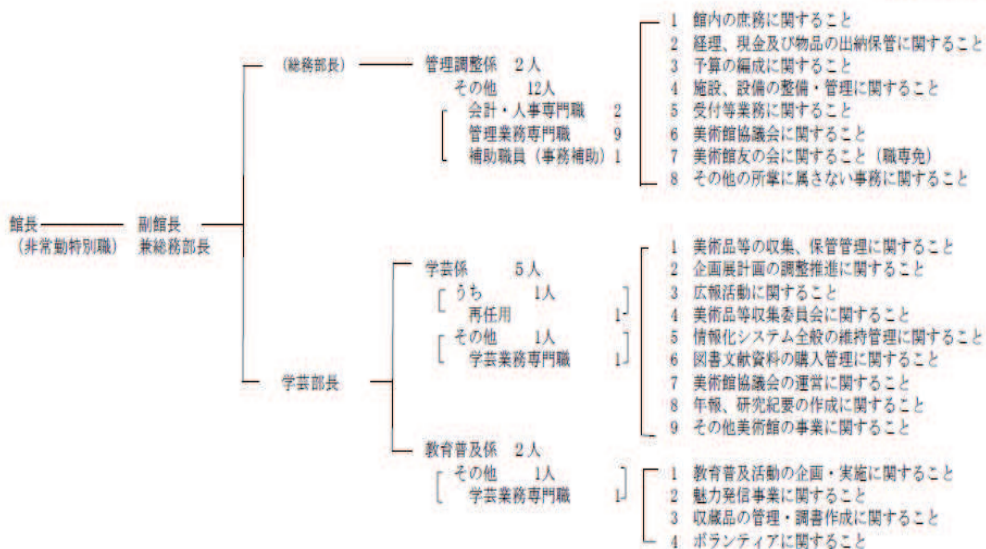 館長 副館長
(非常勤特別職) 兼総務部長
(総務部長)
管理調整係 2人
その他 12人
会計・人事専門職 2
管理業務専門職 9
補助職員(事務補助) 1
1 館内の庶務に関すること
2 経理、現金及び物品の出納保管に関すること
3 予算の編成に関すること
4 施設、設備の整備・管理に関すること
5 受付等業務に関すること
6 美術館協議会に関すること
7 美術館友の会に関すること(職専免)
8 その他の所掌に属さない事務に関すること
学芸部長
学芸係 5人
うち 1人
再任用 1
その他 1人
学芸業務専門職 1
1 美術品等の収集、保管管理に関すること
2 企画展計画の調整推進に関すること
3 広報活動に関すること
4 美術品等収集委員会に関すること
5 情報化システム全般の維持管理に関すること
6 図書文献資料の購入管理に関すること
7 美術館協議会の運営に関すること
8 年報、研究紀要の作成に関すること
9 その他美術館の事業に関すること
教育普及係 2人
その他 1人
学芸業務専門職 1
1 教育普及活動の企画・実施に関すること
2 魅力発信事業に関すること
3 収蔵品の管理・調書作成に関すること
4 ボランティアに関すること